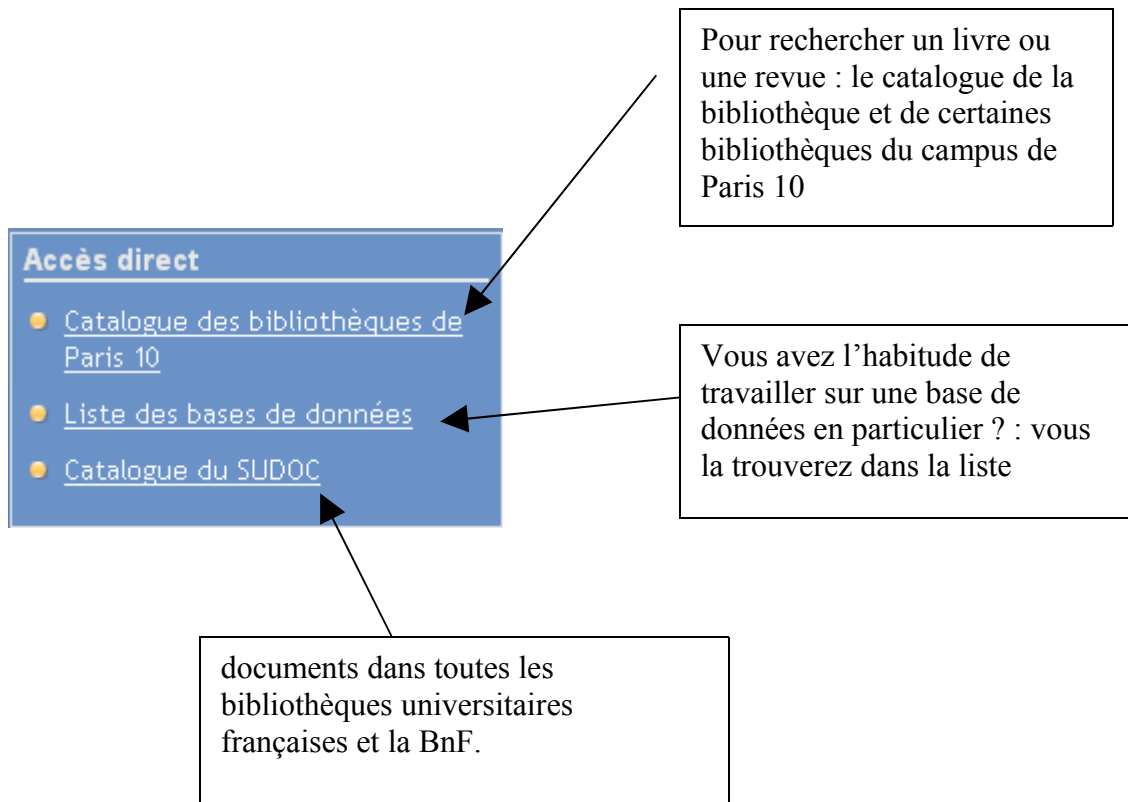 Pour rechercher un livre ou
une revue : le catalogue de la
bibliothèque et de certaines
bibliothèques du campus de
Paris 10
Accès direct
Catalogue des bibliothèques de
Paris 10
Liste des bases de données
Catalogue du SUDOC
Vous avez l’habitude de
travailler sur une base de
données en particulier ? : vous
la trouverez dans la liste
documents dans toutes les
bibliothèques universitaires
françaises et la BnF.